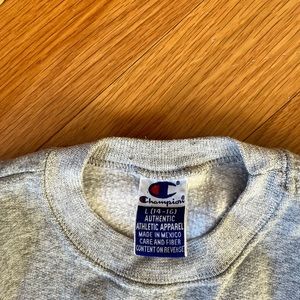 Champion
L (14-16)
AUTHENTIC
ATHLETIC APPAREL
MADE IN MEXICO
CARE AND FIBER
CONTENT ON REVERSE